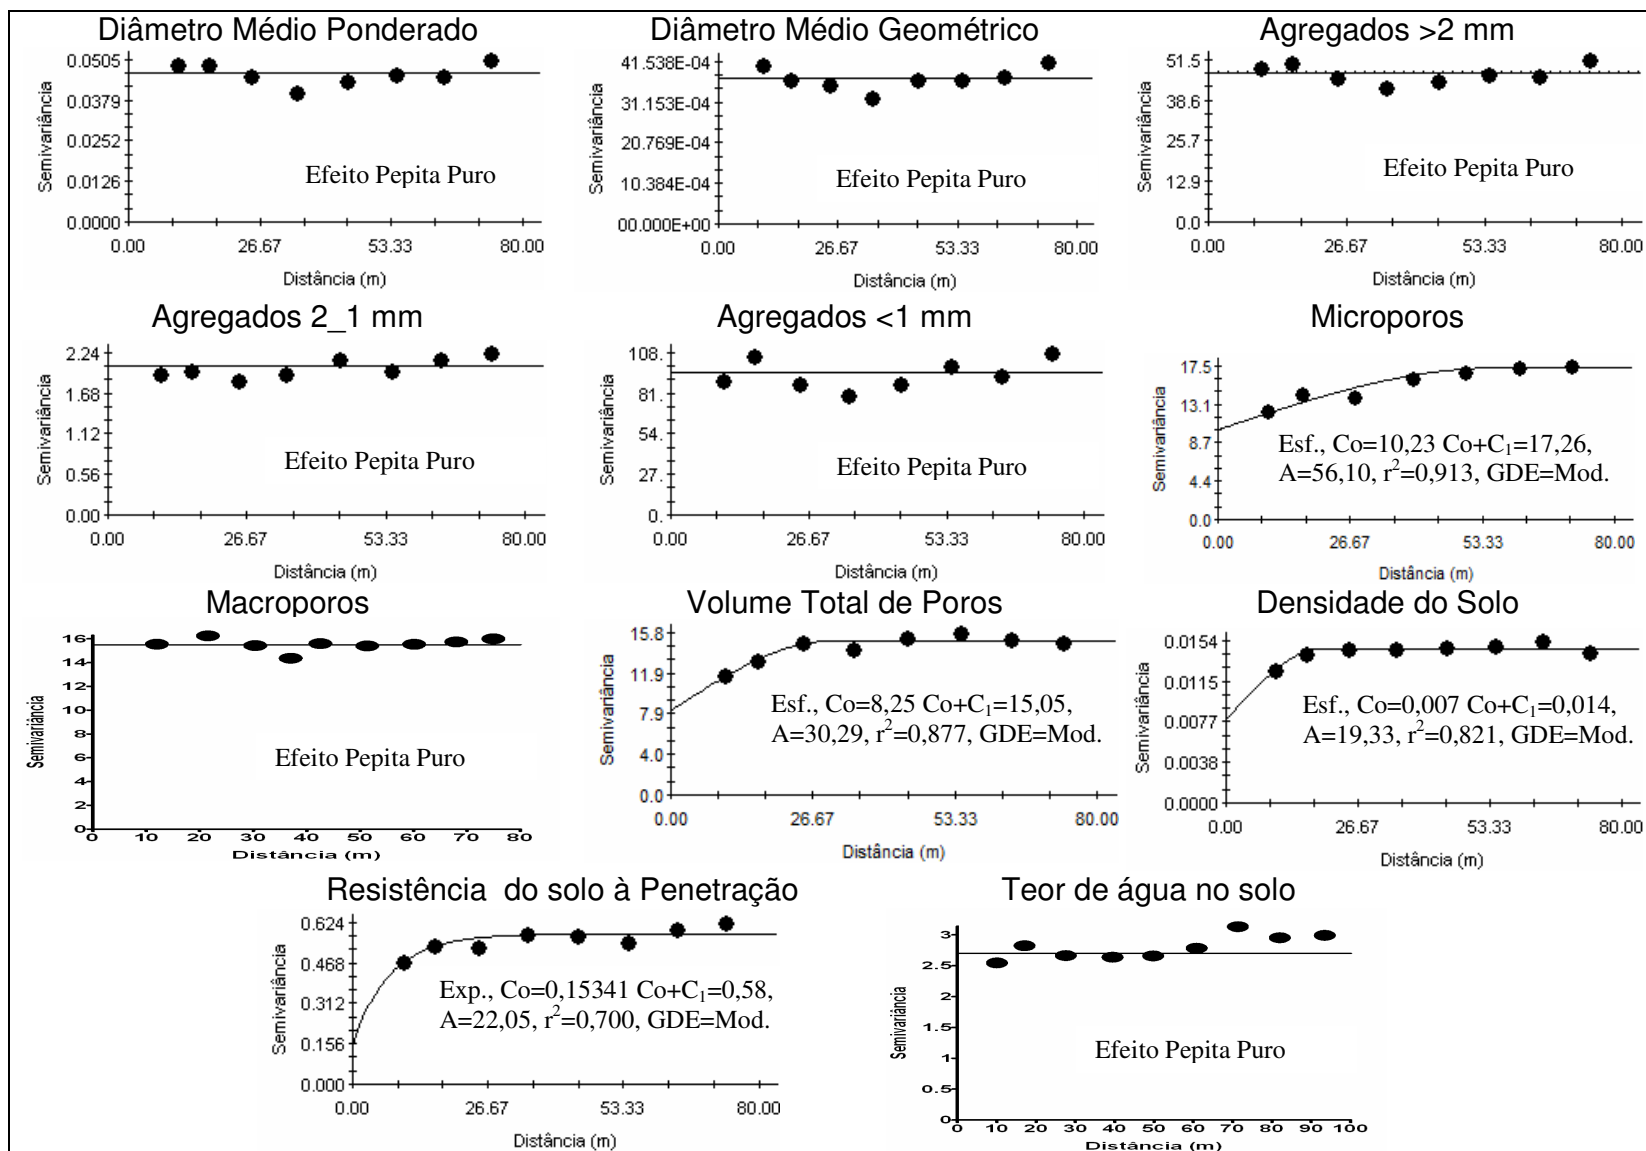 Diâmetro Médio Ponderado
Semivariância
0.0505
0.0379
0.0252
0.0126
0.0000
Efeito Pepita Puro
0.00 26.67 53.33 80.00
Distância (m)
Diâmetro Médio Geométrico
Semivariância
41.538E-04
31.153E-04
20.769E-04
10.384E-04
00.000E+00
Efeito Pepita Puro
0.00 26.67 53.33 80.00
Distância (m)
Agregados >2 mm
Semivariância
51.5
38.6
25.7
12.9
0.0
Efeito Pepita Puro
0.00 26.67 53.33 80.00
Distância (m)
Agregados 2_1 mm
Semivariância
2.24
1.68
1.12
0.56
0.00
Efeito Pepita Puro
0.00 26.67 53.33 80.00
Distância (m)
Agregados <1 mm
Semivariância
108.
81.
54.
27.
0.
Efeito Pepita Puro
0.00 26.67 53.33 80.00
Distância (m)
Microporos
Semivariância
17.5
13.1
8.7
4.4
0.0
Esf., Co=10,23 Co+C₁=17,26,
A=56,10, r²=0,913, GDE=Mod.
0.00 26.67 53.33 80.00
Distância (m)
Macroporos
Semivariância
16
14
12
10
8
6
4
2
0
Efeito Pepita Puro
0 10 20 30 40 50 60 70 80
Distância (m)
Volume Total de Poros
Semivariância
15.8
11.9
7.9
4.0
0.0
Esf., Co=8,25 Co+C₁=15,05,
A=30,29, r²=0,877, GDE=Mod.
0.00 26.67 53.33 80.00
Distância (m)
Densidade do Solo
Semivariância
0.0154
0.0115
0.0077
0.0038
0.0000
Esf., Co=0,007 Co+C₁=0,014,
A=19,33, r²=0,821, GDE=Mod.
0.00 26.67 53.33 80.00
Distância (m)
Resistência do solo à Penetração
Semivariância
0.624
0.468
0.312
0.156
0.000
Exp., Co=0,15341 Co+C₁=0,58,
A=22,05, r²=0,700, GDE=Mod.
0.00 26.67 53.33 80.00
Distância (m)
Teor de água no solo
Semivariância
3
2.5
2
1.5
1
0.5
0
Efeito Pepita Puro
0 10 20 30 40 50 60 70 80 90 100
Distância (m)